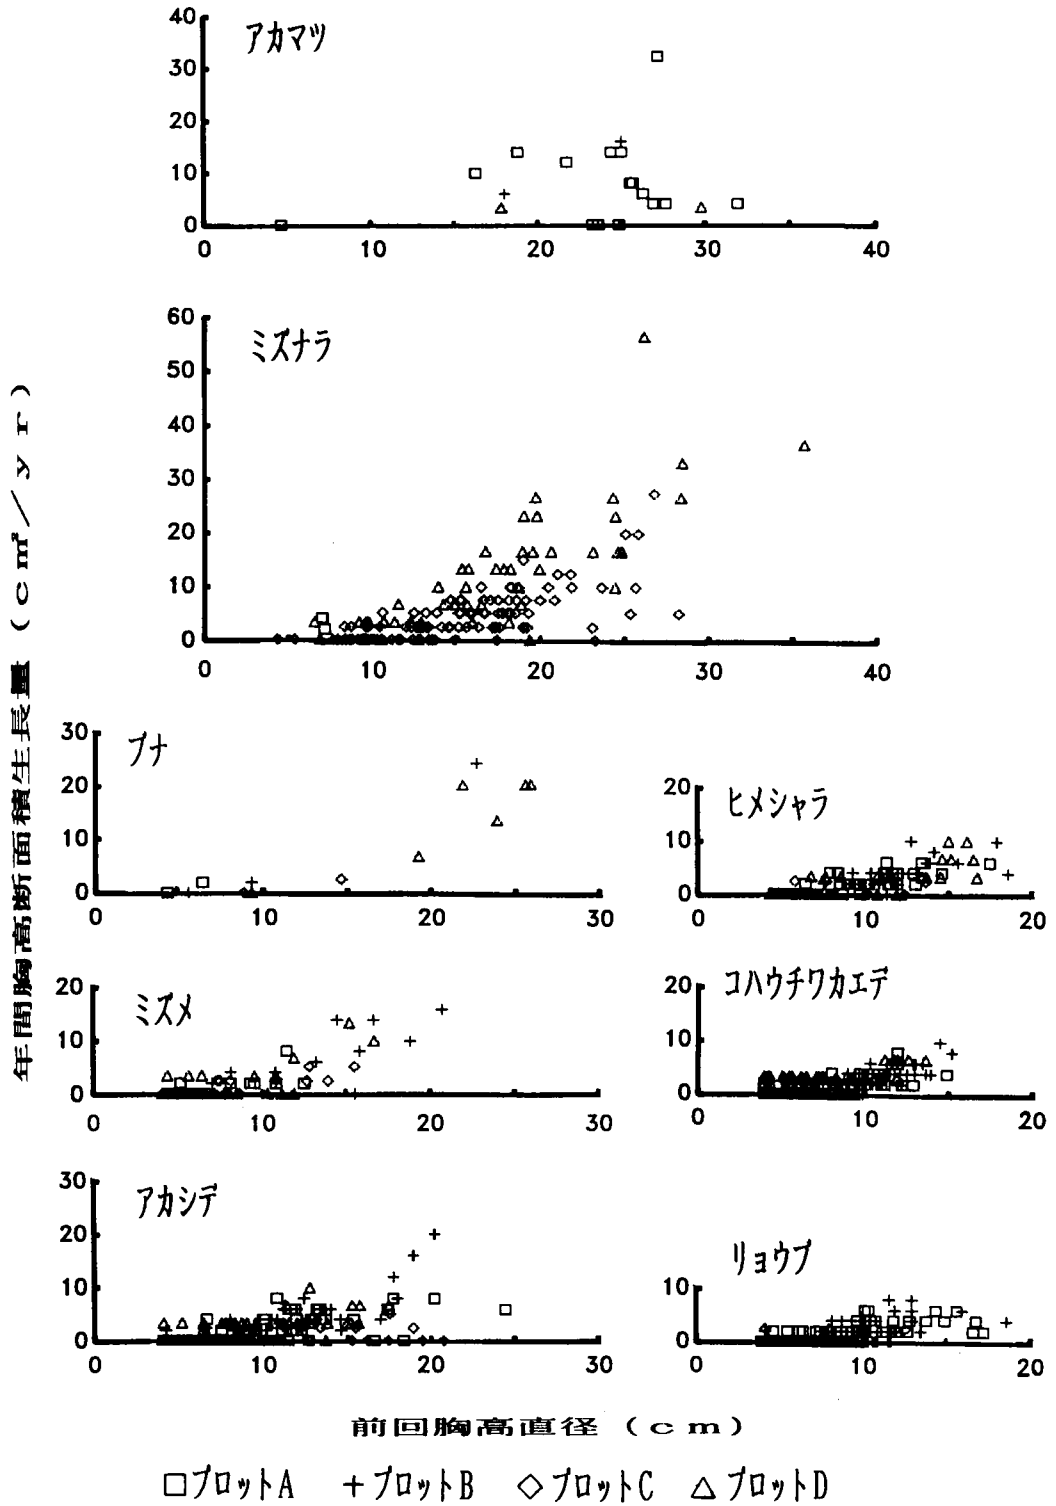 アカマツ
40
30
20
10
0
0 10 20 30 40
ミズナラ
60
50
40
30
20
10
0
0 10 20 30 40
ブナ
30
20
10
0
0 10 20 30
ヒメシャラ
20
10
0
0 10 20
ミズメ
20
10
0
0 10 20 30
コハウチワカエデ
20
10
0
0 10 20
アカシデ
30
20
10
0
0 10 20 30
リョウブ
10
0
0 10 20
年間胸高断面積生長量(cm²/yr)
前回胸高直径(cm)
□プロットA +プロットB ◇プロットC △プロットD